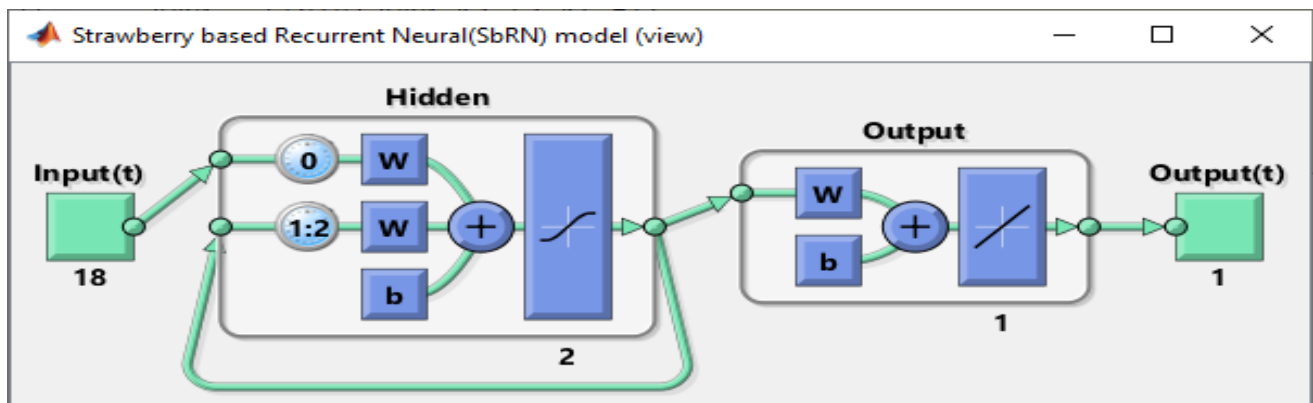 Strawberry based Recurrent Neural(SbRN) model (view)
Hidden
Output
Input(t)
Output(t)
0
W
1:2
W
+
b
W
+
b
18
2
1
1